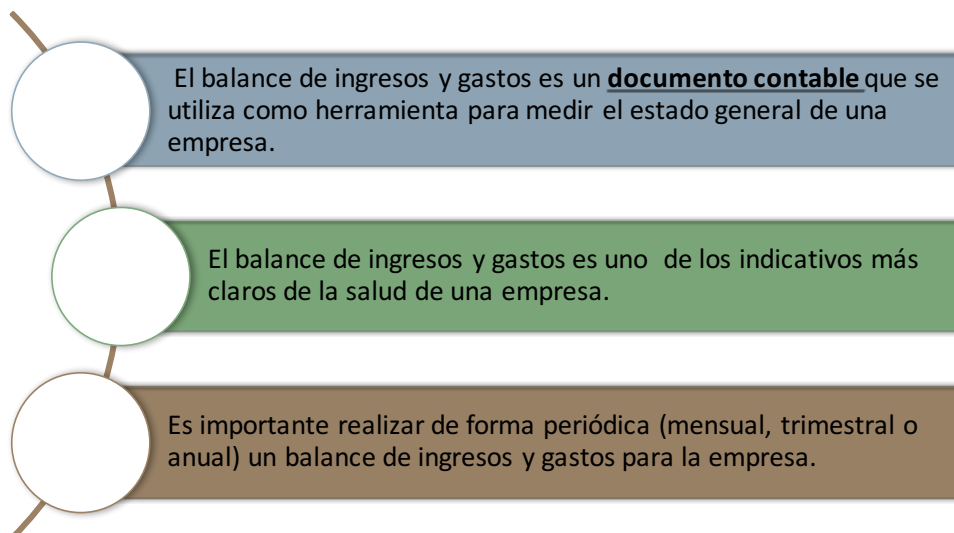 El balance de ingresos y gastos es un documento contable que se
utiliza como herramienta para medir el estado general de una
empresa.
El balance de ingresos y gastos es uno de los indicativos más
claros de la salud de una empresa.
Es importante realizar de forma periódica (mensual, trimestral o
anual) un balance de ingresos y gastos para la empresa.